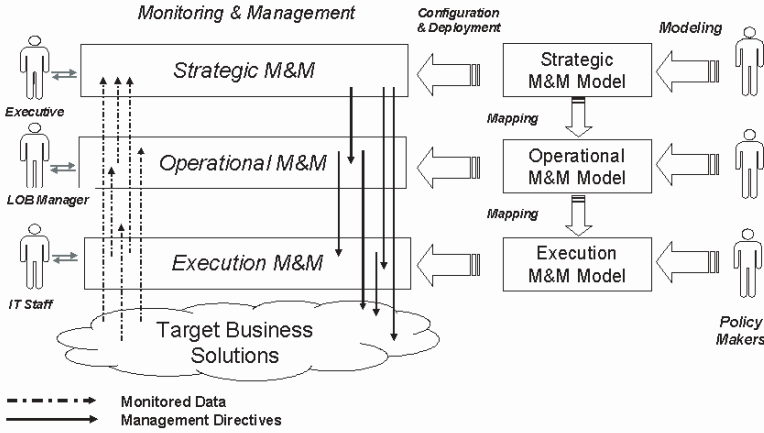 Monitoring & Management
Configuration
& Deployment
Modeling
Strategic M&M
Strategic
M&M Model
Executive
Mapping
Operational M&M
Operational
M&M Model
LOB Manager
Mapping
Execution M&M
Execution
M&M Model
IT Staff
Target Business
Solutions
Policy
Makers
Monitored Data
Management Directives